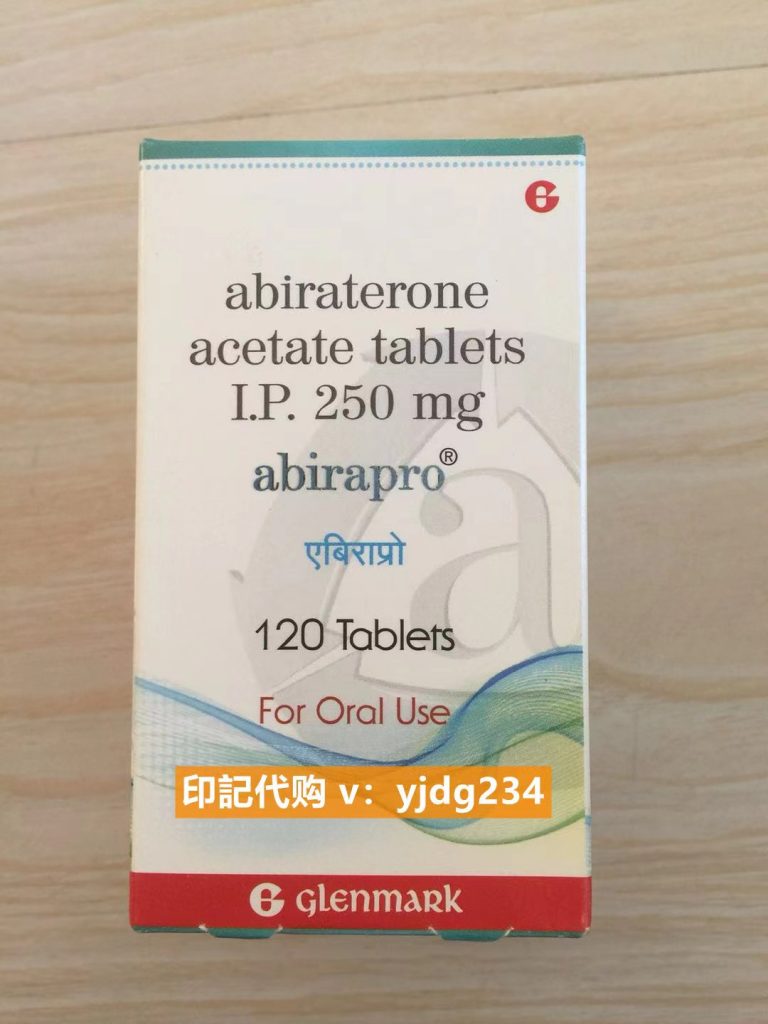 abiraterone
acetate tablets
I.P. 250 mg
abirapro®
एबिराप्रो
120 Tablets
For Oral Use
印記代购 v：yjdg234
GLENMARK